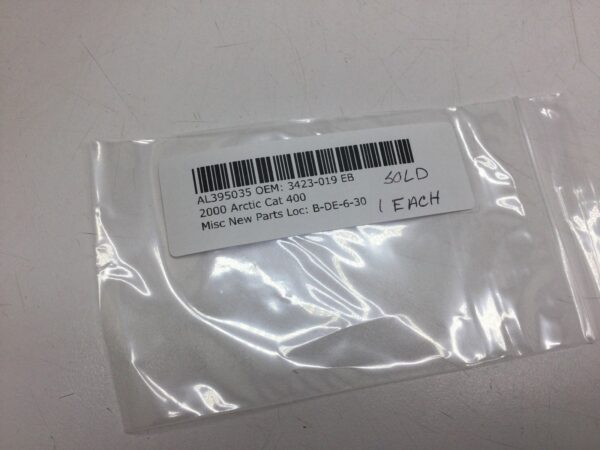 AL395035 OEM: 3423-019 EB
2000 Arctic Cat 400
Misc New Parts Loc: B-DE-6-30
SOLD
1 EACH